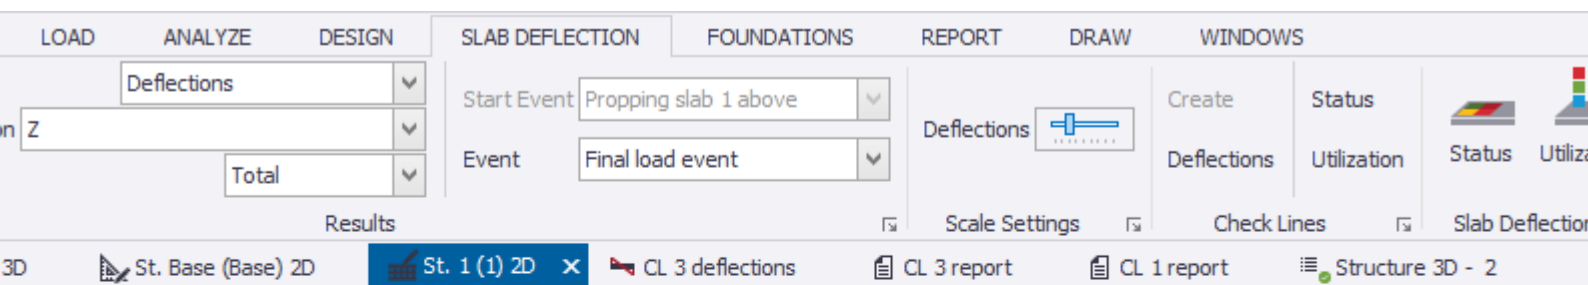 LOAD ANALYZE DESIGN SLAB DEFLECTION FOUNDATIONS REPORT DRAW WINDOWS
Deflections
Start Event Propping slab 1 above
Create Status
on Z
Deflections
Event Final load event
Deflections Utilization
Status Utiliza
Total
Results Scale Settings Check Lines Slab Deflection
3D St. Base (Base) 2D St. 1 (1) 2D CL 3 deflections CL 3 report CL 1 report Structure 3D - 2